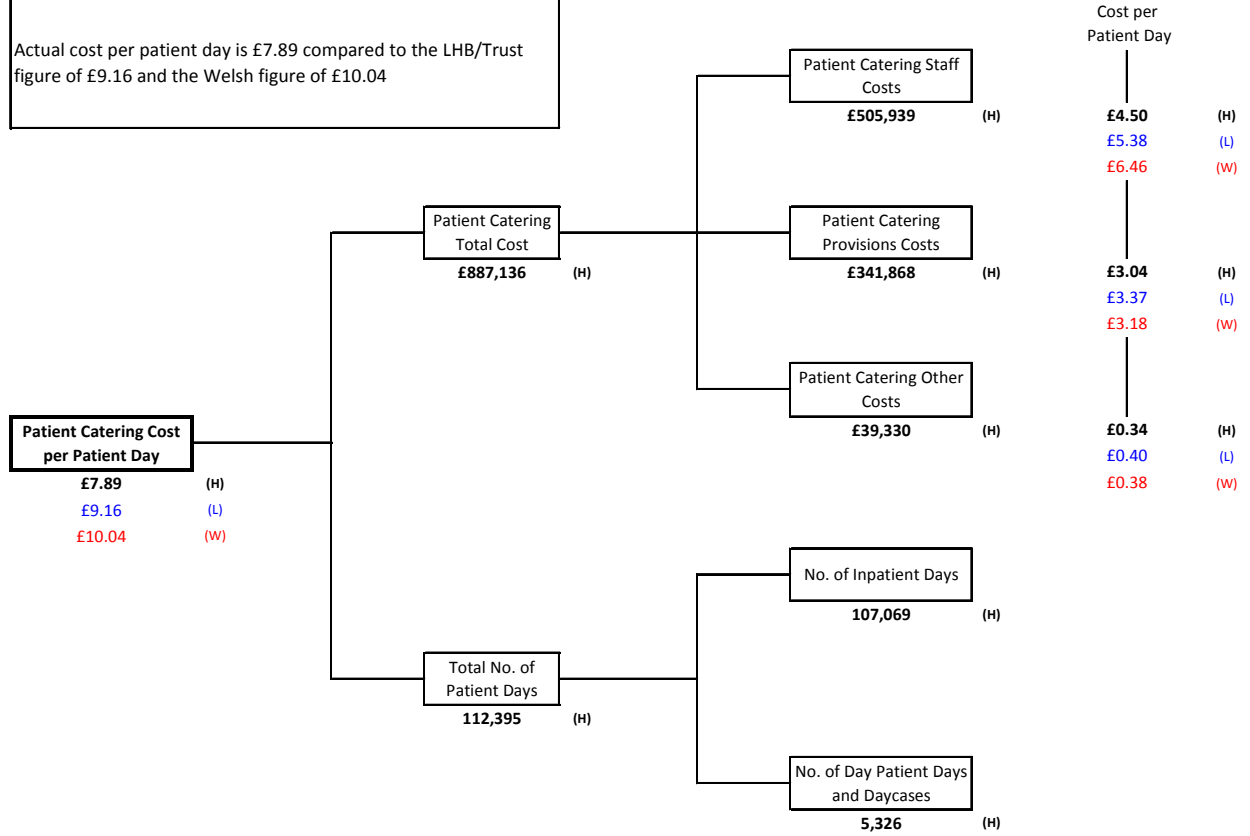 Cost per
Patient Day
Actual cost per patient day is £7.89 compared to the LHB/Trust
figure of £9.16 and the Welsh figure of £10.04
Patient Catering Staff
Costs
£505,939 (H) £4.50 (H)
£5.38 (L)
£6.46 (W)
Patient Catering
Total Cost
£887,136 (H)
Patient Catering
Provisions Costs
£341,868 (H) £3.04 (H)
£3.37 (L)
£3.18 (W)
Patient Catering Other
Costs
£39,330 (H) £0.34 (H)
£0.40 (L)
£0.38 (W)
Patient Catering Cost
per Patient Day
£7.89 (H)
£9.16 (L)
£10.04 (W)
No. of Inpatient Days
107,069 (H)
Total No. of
Patient Days
112,395 (H)
No. of Day Patient Days
and Daycases
5,326 (H)